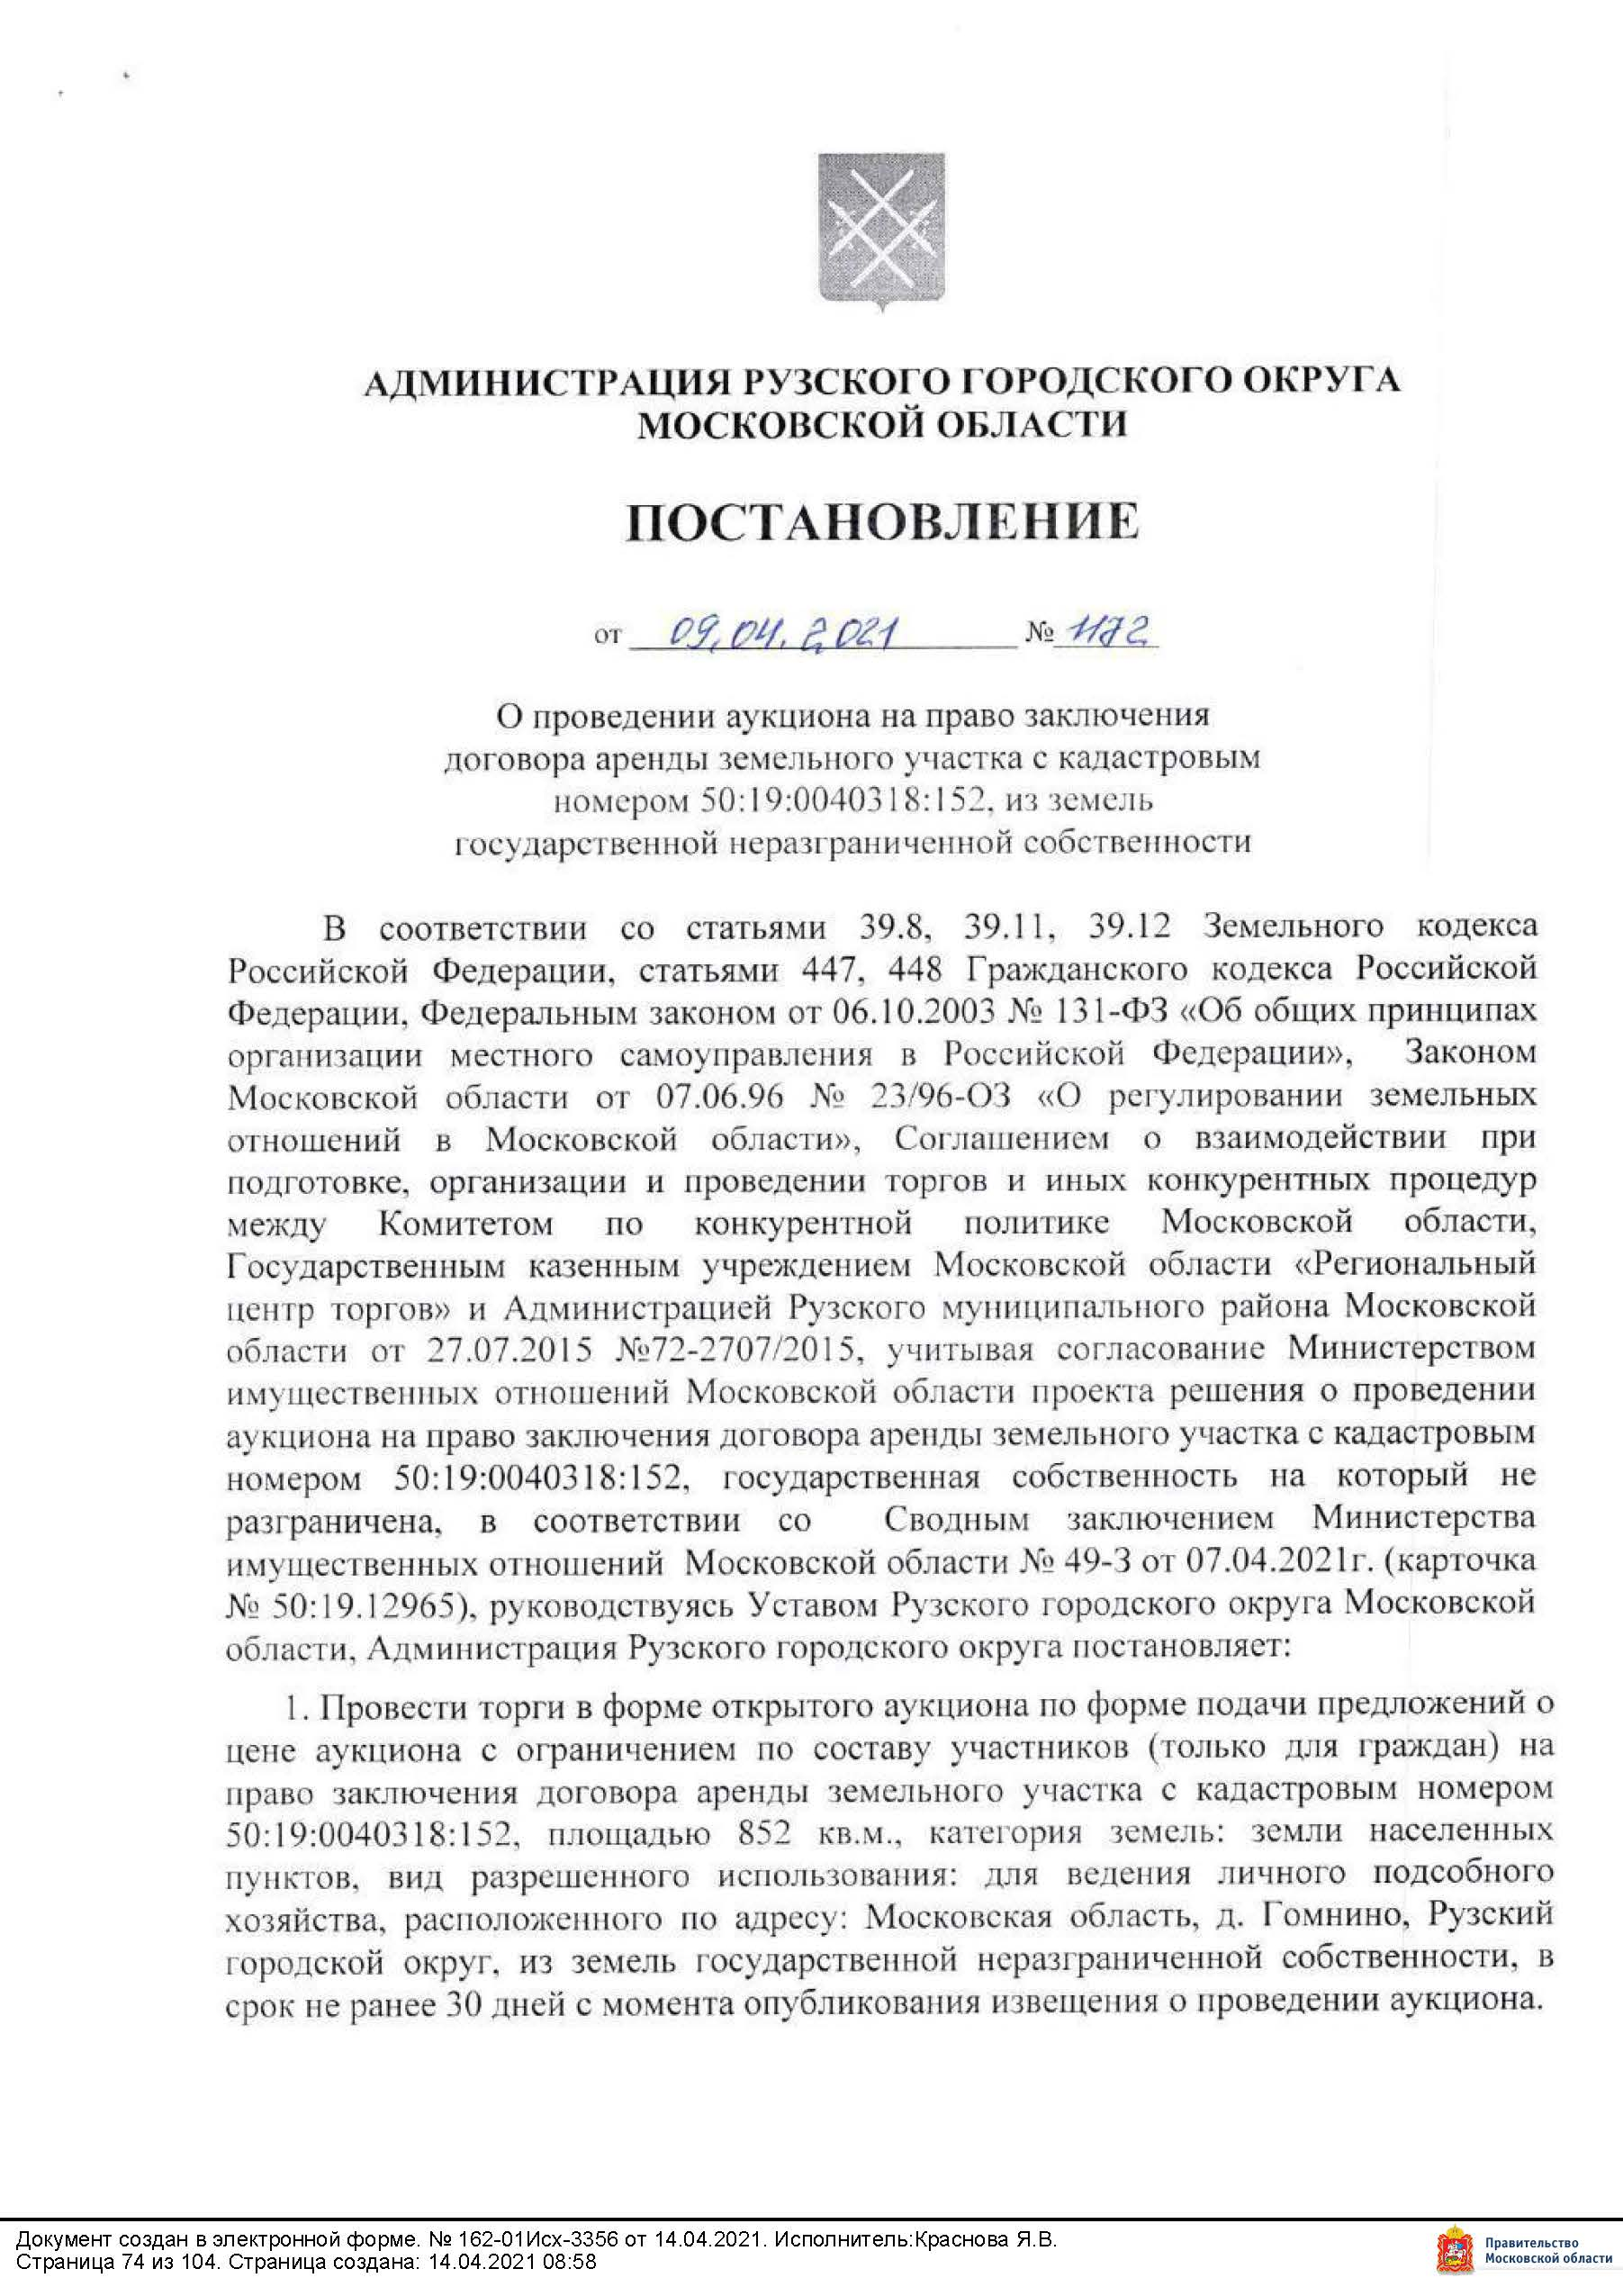 АДМИНИСТРАЦИЯ РУЗСКОГО ГОРОДСКОГО ОКРУГА
МОСКОВСКОЙ ОБЛАСТИ
ПОСТАНОВЛЕНИЕ
от 09.04.2021 № 1172
О проведении аукциона на право заключения
договора аренды земельного участка с кадастровым
номером 50:19:0040318:152, из земель
государственной неразграниченной собственности
В соответствии со статьями 39.8, 39.11, 39.12 Земельного кодекса
Российской Федерации, статьями 447, 448 Гражданского кодекса Российской
Федерации, Федеральным законом от 06.10.2003 № 131-ФЗ «Об общих принципах
организации местного самоуправления в Российской Федерации», Законом
Московской области от 07.06.96 № 23/96-ОЗ «О регулировании земельных
отношений в Московской области», Соглашением о взаимодействии при
подготовке, организации и проведении торгов и иных конкурентных процедур
между Комитетом по конкурентной политике Московской области,
Государственным казенным учреждением Московской области «Региональный
центр торгов» и Администрацией Рузского муниципального района Московской
области от 27.07.2015 №72-2707/2015, учитывая согласование Министерством
имущественных отношений Московской области проекта решения о проведении
аукциона на право заключения договора аренды земельного участка с кадастровым
номером 50:19:0040318:152, государственная собственность на который не
разграничена, в соответствии со Сводным заключением Министерства
имущественных отношений Московской области № 49-З от 07.04.2021г. (карточка
№ 50:19.12965), руководствуясь Уставом Рузского городского округа Московской
области, Администрация Рузского городского округа постановляет:
1. Провести торги в форме открытого аукциона по форме подачи предложений о
цене аукциона с ограничением по составу участников (только для граждан) на
право заключения договора аренды земельного участка с кадастровым номером
50:19:0040318:152, площадью 852 кв.м., категория земель: земли населенных
пунктов, вид разрешенного использования: для ведения личного подсобного
хозяйства, расположенного по адресу: Московская область, д. Гомнино, Рузский
городской округ, из земель государственной неразграниченной собственности, в
срок не ранее 30 дней с момента опубликования извещения о проведении аукциона.
Документ создан в электронной форме. № 162-01Исх-3356 от 14.04.2021. Исполнитель:Краснова Я.В.
Страница 74 из 104. Страница создана: 14.04.2021 08:58
Правительство
Московской области